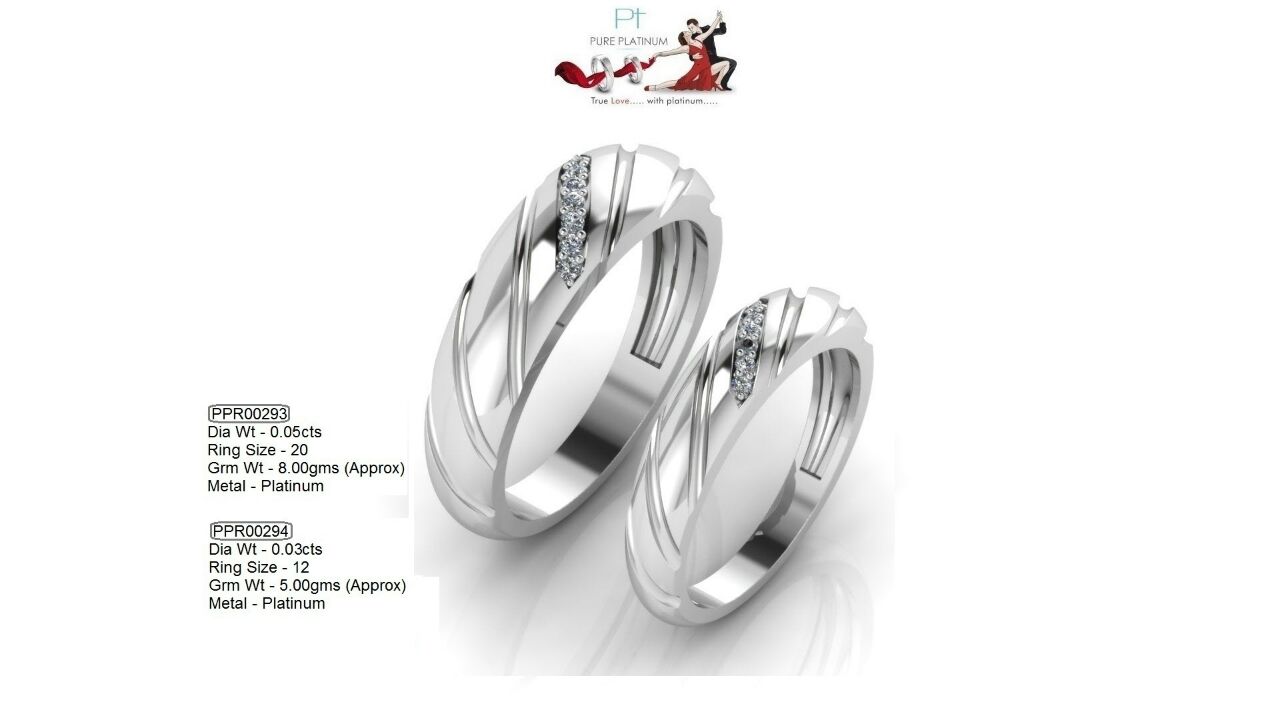 Pt
PURE PLATINUM
True Love..... with platinum.....
PPR00293
Dia Wt - 0.05cts
Ring Size - 20
Grm Wt - 8.00gms (Approx)
Metal - Platinum
PPR00294
Dia Wt - 0.03cts
Ring Size - 12
Grm Wt - 5.00gms (Approx)
Metal - Platinum